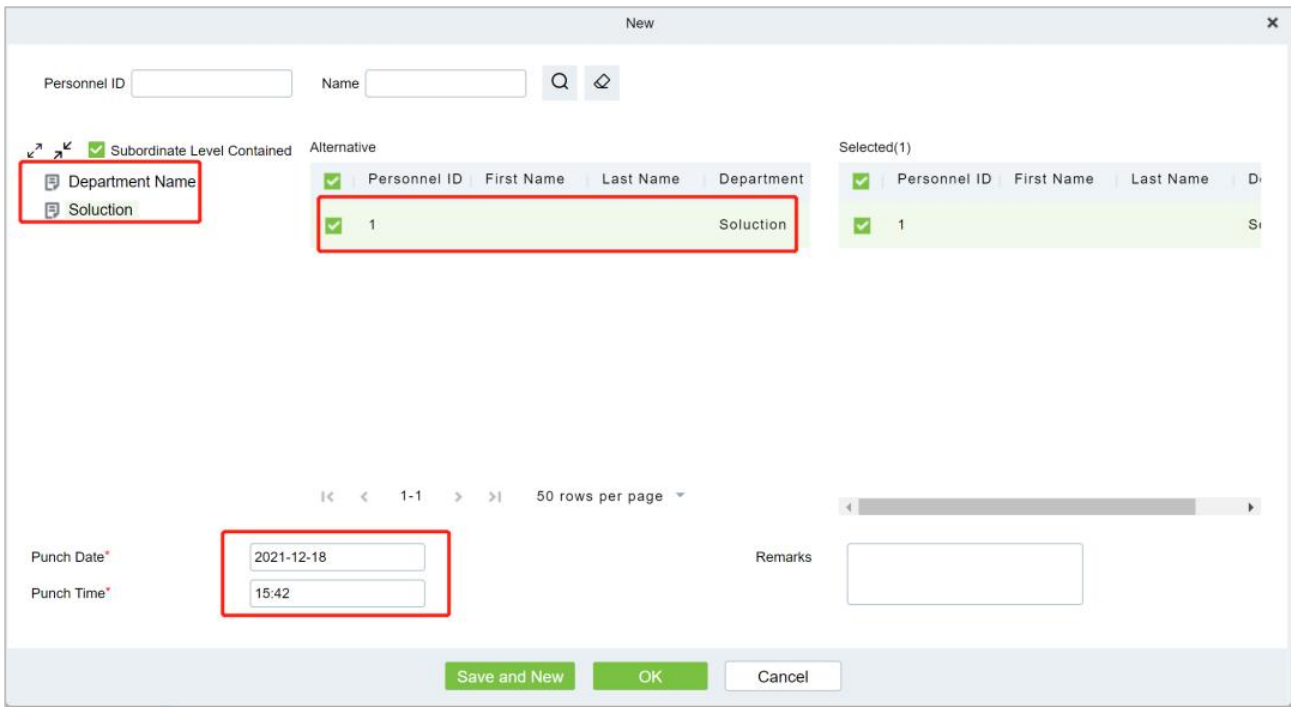 New
Personnel ID
Name
Subordinate Level Contained
Department Name
Soluction
Alternative
Personnel ID First Name Last Name Department
1 Soluction
1-1 50 rows per page
Selected(1)
Personnel ID First Name Last Name
1
Punch Date* 2021-12-18
Punch Time* 15:42
Remarks
Save and New OK Cancel